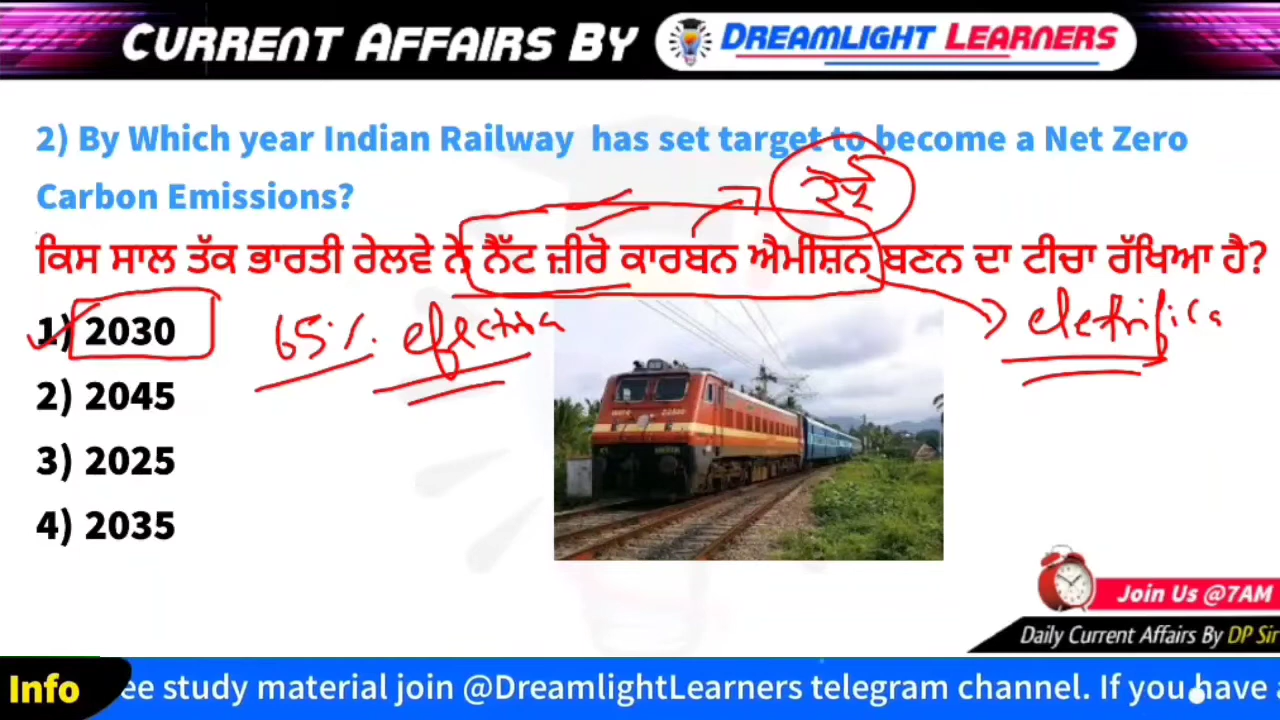 CURRENT AFFAIRS BY DREAMLIGHT LEARNERS
2) By Which year Indian Railway has set target to become a Net Zero
Carbon Emissions?
ਕਿਸ ਸਾਲ ਤੱਕ ਭਾਰਤੀ ਰੇਲਵੇ ਨੇ ਨੈੱਟ ਜ਼ੀਰੋ ਕਾਰਬਨ ਐਮੀਸ਼ਨ ਬਣਨ ਦਾ ਟੀਚਾ ਰੱਖਿਆ ਹੈ?
1) 2030
65%
2) 2045
3) 2025
4) 2035
Join Us @7AM
Daily Current Affairs By DP Sir
Info ee study material join @DreamlightLearners telegram channel. If you have